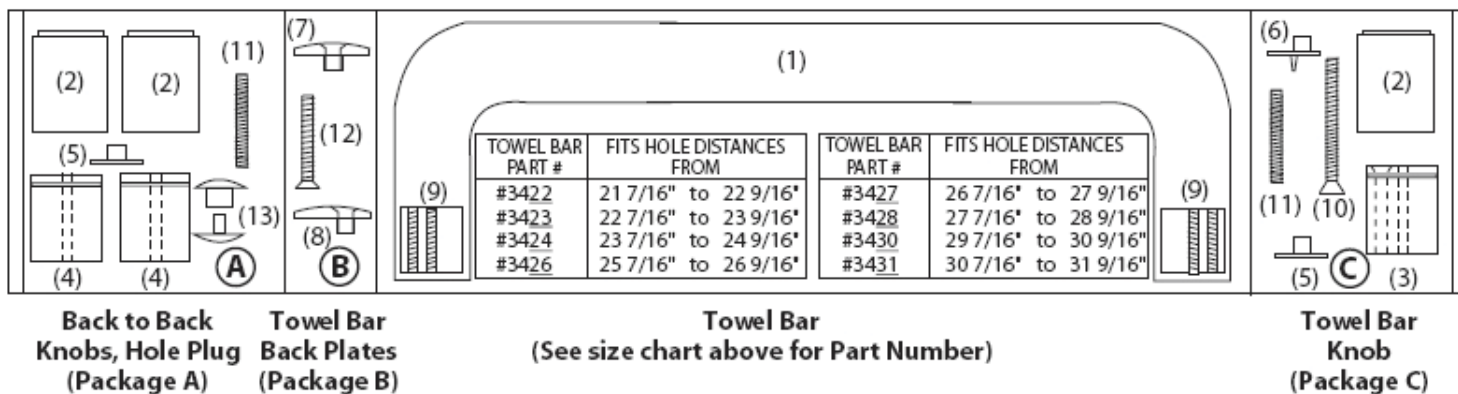 (2)
(2)
(11)
(5)
(13)
(4)
(4)
A
(7)
(12)
(8)
B
(1)
(9)
TOWEL BAR PART #
FITS HOLE DISTANCES FROM
#3422 21 7/16" to 22 9/16"
#3423 22 7/16" to 23 9/16"
#3424 23 7/16" to 24 9/16"
#3426 25 7/16" to 26 9/16"
TOWEL BAR PART #
FITS HOLE DISTANCES FROM
#3427 26 7/16" to 27 9/16"
#3428 27 7/16" to 28 9/16"
#3430 29 7/16" to 30 9/16"
#3431 30 7/16" to 31 9/16"
(9)
(6)
(2)
(11)
(10)
(5)
C
(3)
Back to Back
Knobs, Hole Plug
(Package A)
Towel Bar
Back Plates
(Package B)
Towel Bar
(See size chart above for Part Number)
Towel Bar
Knob
(Package C)